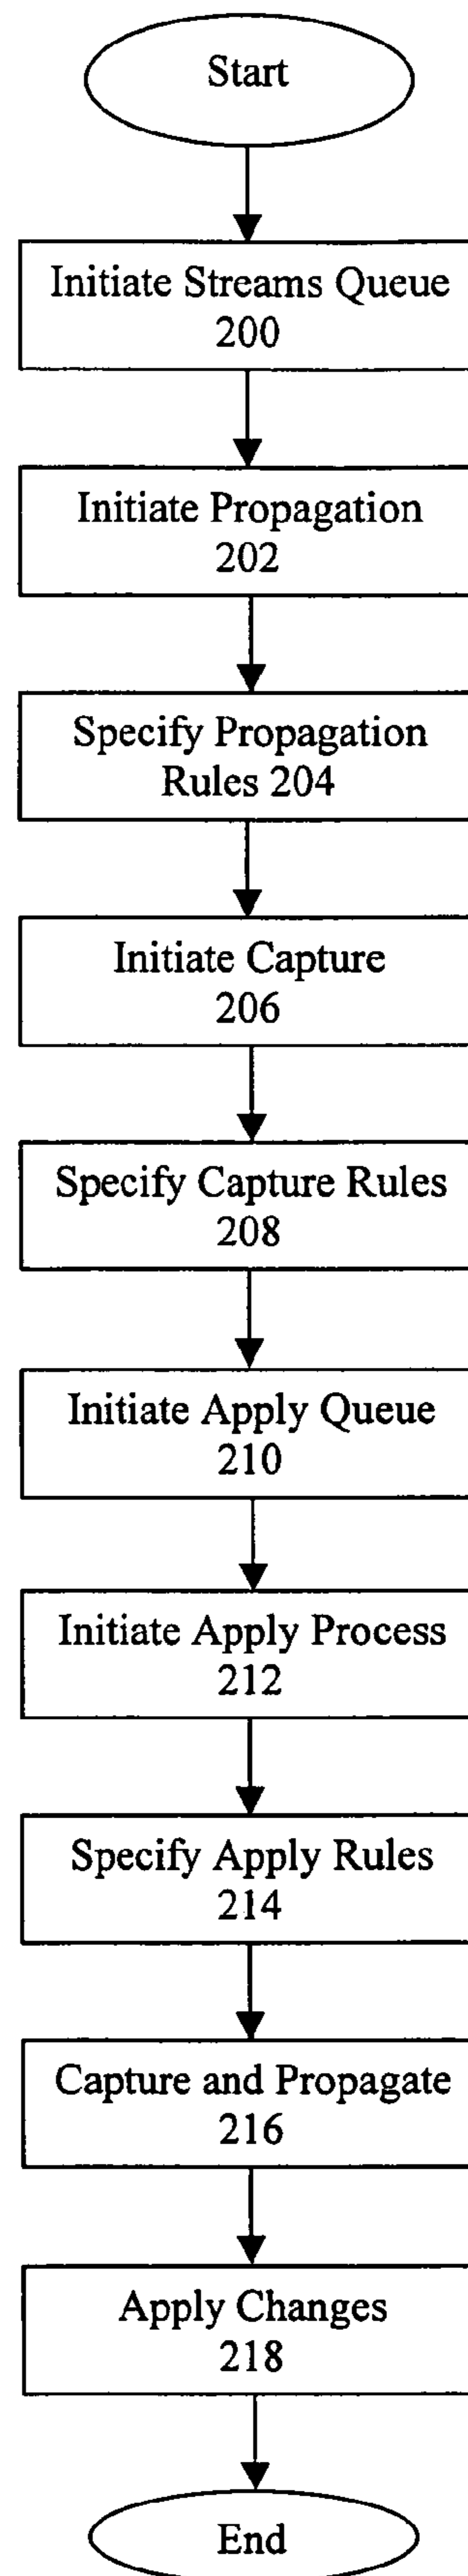 Start
Initiate Streams Queue
200
Initiate Propagation
202
Specify Propagation
Rules 204
Initiate Capture
206
Specify Capture Rules
208
Initiate Apply Queue
210
Initiate Apply Process
212
Specify Apply Rules
214
Capture and Propagate
216
Apply Changes
218
End